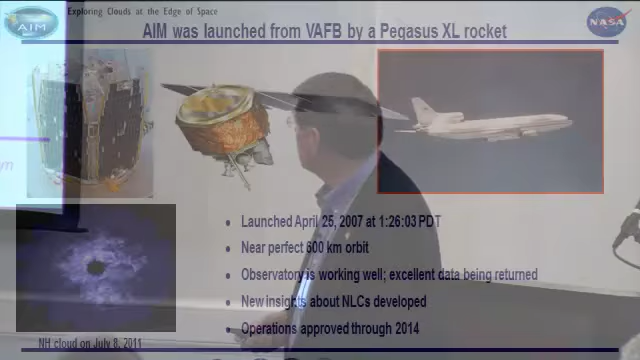 Exploring Clouds at the Edge of Space
AIM
NASA
AIM was launched from VAFB by a Pegasus XL rocket
• Launched April 25, 2007 at 1:26:03 PDT
• Near perfect 600 km orbit
• Observatory is working well; excellent data being returned
• New insights about NLCs developed
• Operations approved through 2014
NH cloud on July 8, 2011